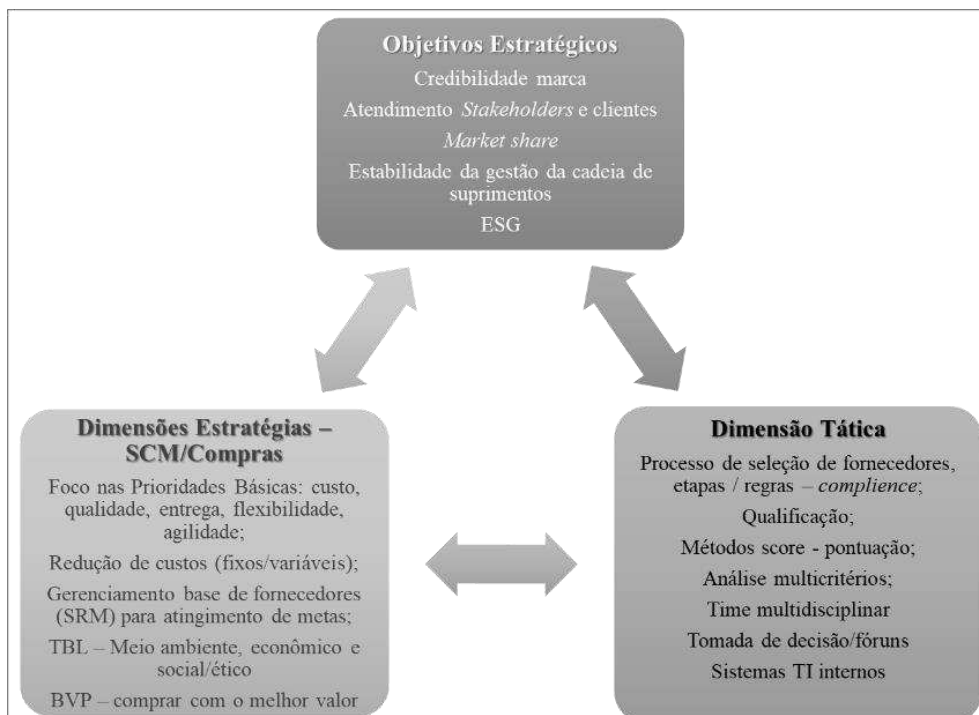 Objetivos Estratégicos
Credibilidade marca
Atendimento Stakeholders e clientes
Market share
Estabilidade da gestão da cadeia de
suprimentos
ESG
Dimensões Estratégias –
SCM/Compras
Foco nas Prioridades Básicas: custo,
qualidade, entrega, flexibilidade,
agilidade;
Redução de custos (fixos/variáveis);
Gerenciamento base de fornecedores
(SRM) para atingimento de metas;
TBL – Meio ambiente, econômico e
social/ético
BVP – comprar com o melhor valor
Dimensão Tática
Processo de seleção de fornecedores,
etapas / regras – complience;
Qualificação;
Métodos score - pontuação;
Análise multicritérios;
Time multidisciplinar
Tomada de decisão/fóruns
Sistemas TI internos